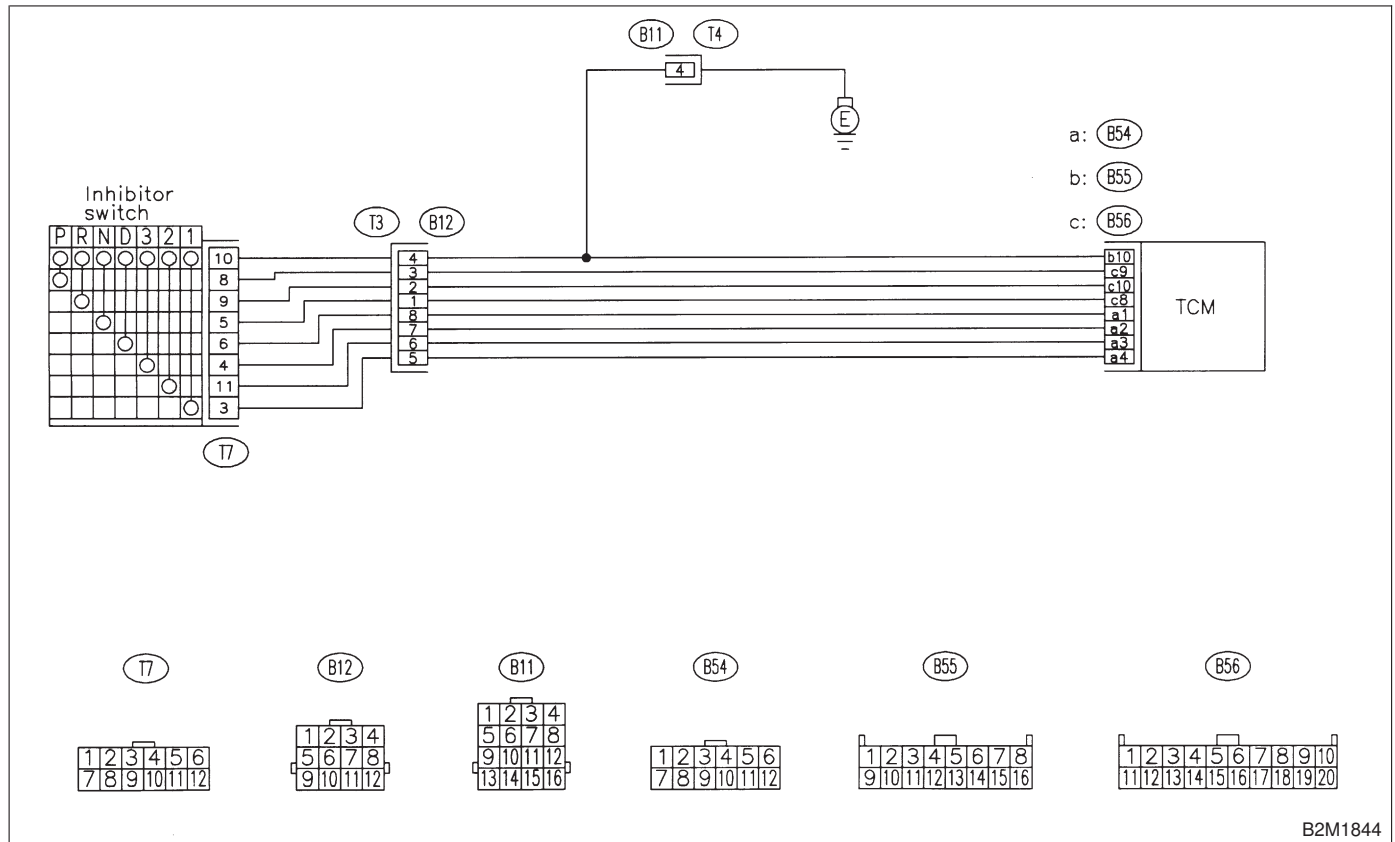 B11 T4
4
E
a: B54
b: B55
c: B56
Inhibitor
switch
P R N D 3 2 1
T3 B12
10
8
9
5
6
4
11
3
T7
4
3
2
1
8
7
6
5
b10
c9
c10
c8
a1
a2
a3
a4
TCM
T7
1 2 3 4 5 6
7 8 9 10 11 12
B12
1 2 3 4
5 6 7 8
9 10 11 12
B11
1 2 3 4
5 6 7 8
9 10 11 12
13 14 15 16
B54
1 2 3 4 5 6
7 8 9 10 11 12
B55
1 2 3 4 5 6 7 8
9 10 11 12 13 14 15 16
B56
1 2 3 4 5 6 7 8 9 10
11 12 13 14 15 16 17 18 19 20
B2M1844